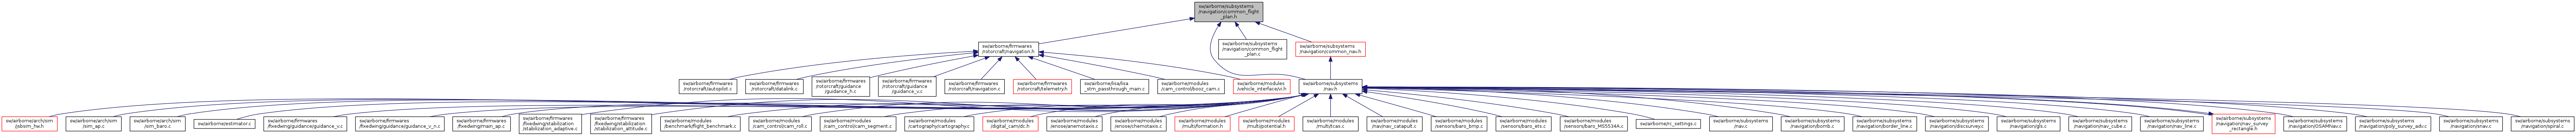 sw/airborne/subsystems
/navigation/common_flight
_plan.h
sw/airborne/firmwares
/rotorcraft/navigation.h
sw/airborne/subsystems
/navigation/common_flight
_plan.c
sw/airborne/subsystems
/navigation/common_nav.h
sw/airborne/firmwares
/rotorcraft/autopilot.c
sw/airborne/firmwares
/rotorcraft/datalink.c
sw/airborne/firmwares
/rotorcraft/guidance
/guidance_h.c
sw/airborne/firmwares
/rotorcraft/guidance
/guidance_v.c
sw/airborne/firmwares
/rotorcraft/navigation.c
sw/airborne/firmwares
/rotorcraft/telemetry.h
sw/airborne/lisa/lisa
_stm_passthrough_main.c
sw/airborne/modules
/cam_control/booz_cam.c
sw/airborne/modules
/vehicle_interface/vi.h
sw/airborne/subsystems
/nav.h
sw/airborne/arch/sim
/jsbsim_hw.h
sw/airborne/arch/sim
/sim_ap.c
sw/airborne/arch/sim
/sim_baro.c
sw/airborne/estimator.c
sw/airborne/firmwares
/fixedwing/guidance/guidance_v.c
sw/airborne/firmwares
/fixedwing/guidance/guidance_v_n.c
sw/airborne/firmwares
/fixedwing/main_ap.c
sw/airborne/firmwares
/fixedwing/stabilization
/stabilization_adaptive.c
sw/airborne/firmwares
/fixedwing/stabilization
/stabilization_attitude.c
sw/airborne/modules
/benchmark/flight_benchmark.c
sw/airborne/modules
/cam_control/cam_roll.c
sw/airborne/modules
/cam_control/cam_segment.c
sw/airborne/modules
/cartography/cartography.c
sw/airborne/modules
/digital_cam/dc.h
sw/airborne/modules
/enose/anemotaxis.c
sw/airborne/modules
/enose/chemotaxis.c
sw/airborne/modules
/multi/formation.h
sw/airborne/modules
/multi/potential.h
sw/airborne/modules
/multi/tcas.c
sw/airborne/modules
/nav/nav_catapult.c
sw/airborne/modules
/sensors/baro_bmp.c
sw/airborne/modules
/sensors/baro_ets.c
sw/airborne/modules
/sensors/baro_MS5534A.c
sw/airborne/rc_settings.c
sw/airborne/subsystems
/nav.c
sw/airborne/subsystems
/navigation/bomb.c
sw/airborne/subsystems
/navigation/border_line.c
sw/airborne/subsystems
/navigation/discsurvey.c
sw/airborne/subsystems
/navigation/gls.c
sw/airborne/subsystems
/navigation/nav_cube.c
sw/airborne/subsystems
/navigation/nav_line.c
sw/airborne/subsystems
/navigation/nav_survey
_rectangle.h
sw/airborne/subsystems
/navigation/OSAMNav.c
sw/airborne/subsystems
/navigation/poly_survey_adv.c
sw/airborne/subsystems
/navigation/snav.c
sw/airborne/subsystems
/navigation/spiral.c